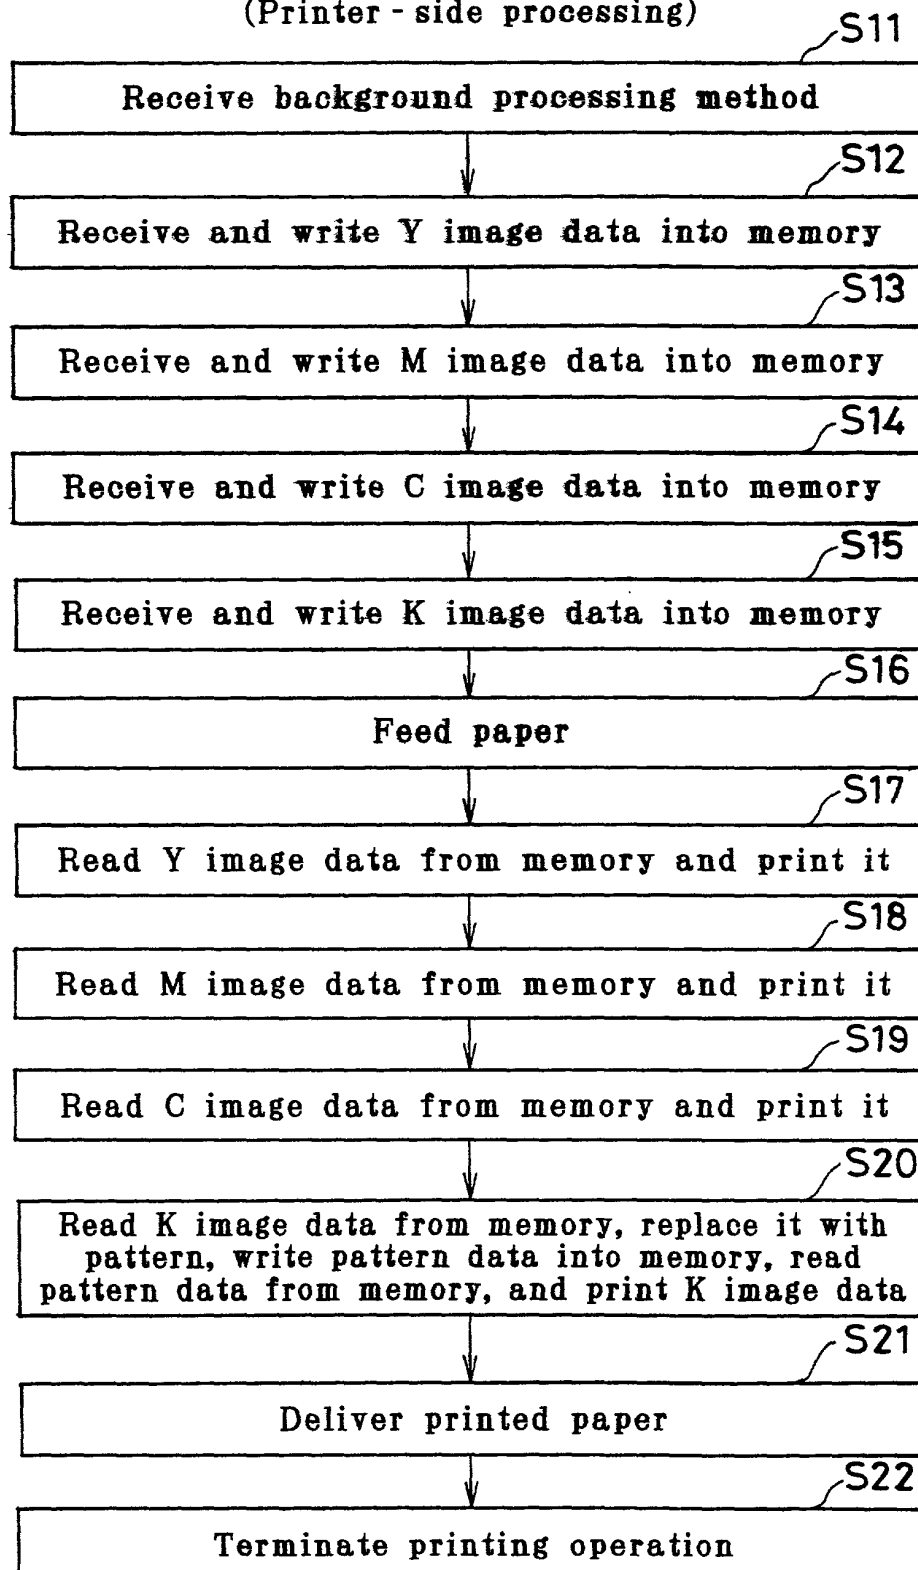 (Printer-side processing)
S11
Receive background processing method
S12
Receive and write Y image data into memory
S13
Receive and write M image data into memory
S14
Receive and write C image data into memory
S15
Receive and write K image data into memory
S16
Feed paper
S17
Read Y image data from memory and print it
S18
Read M image data from memory and print it
S19
Read C image data from memory and print it
S20
Read K image data from memory, replace it with
pattern, write pattern data into memory, read
pattern data from memory, and print K image data
S21
Deliver printed paper
S22
Terminate printing operation